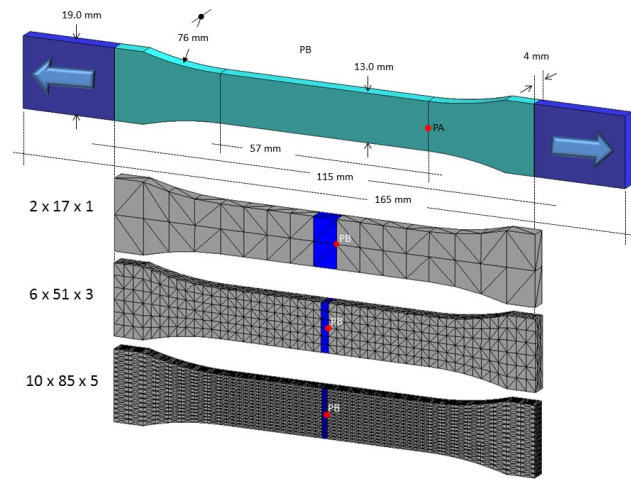 19.0 mm
76 mm
PB
4 mm
13.0 mm
PA
57 mm
115 mm
165 mm
2 x 17 x 1
PB
6 x 51 x 3
PB
10 x 85 x 5
PB